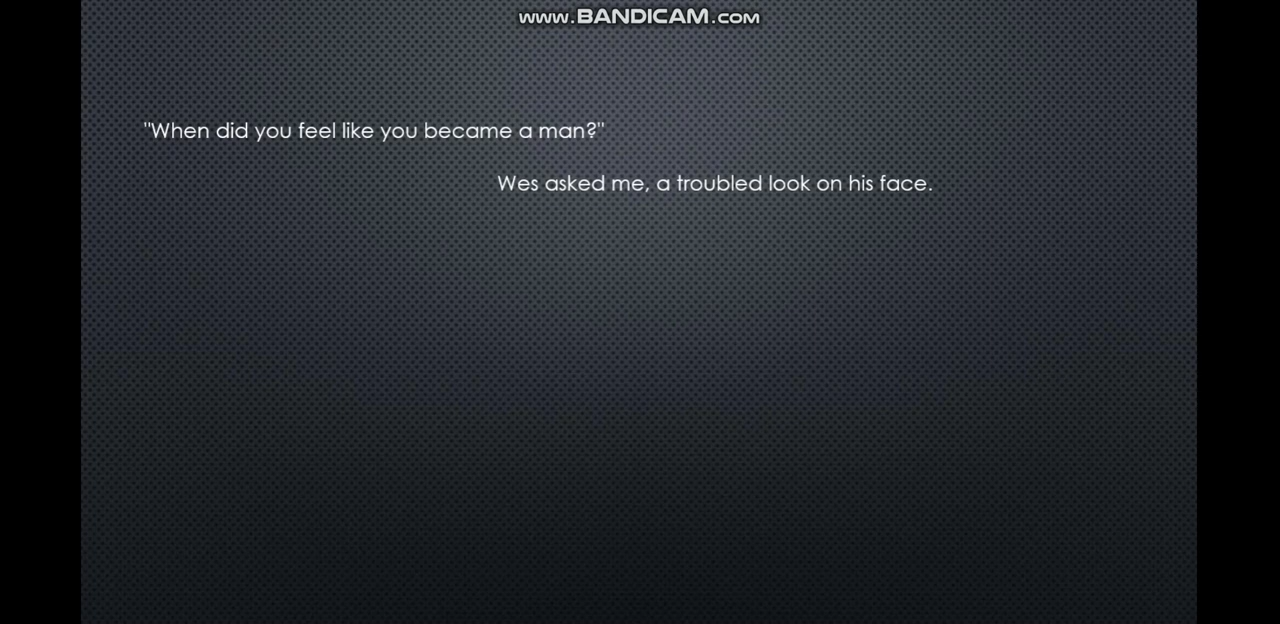 www.BANDICAM.com
"When did you feel like you became a man?"
Wes asked me, a troubled look on his face.